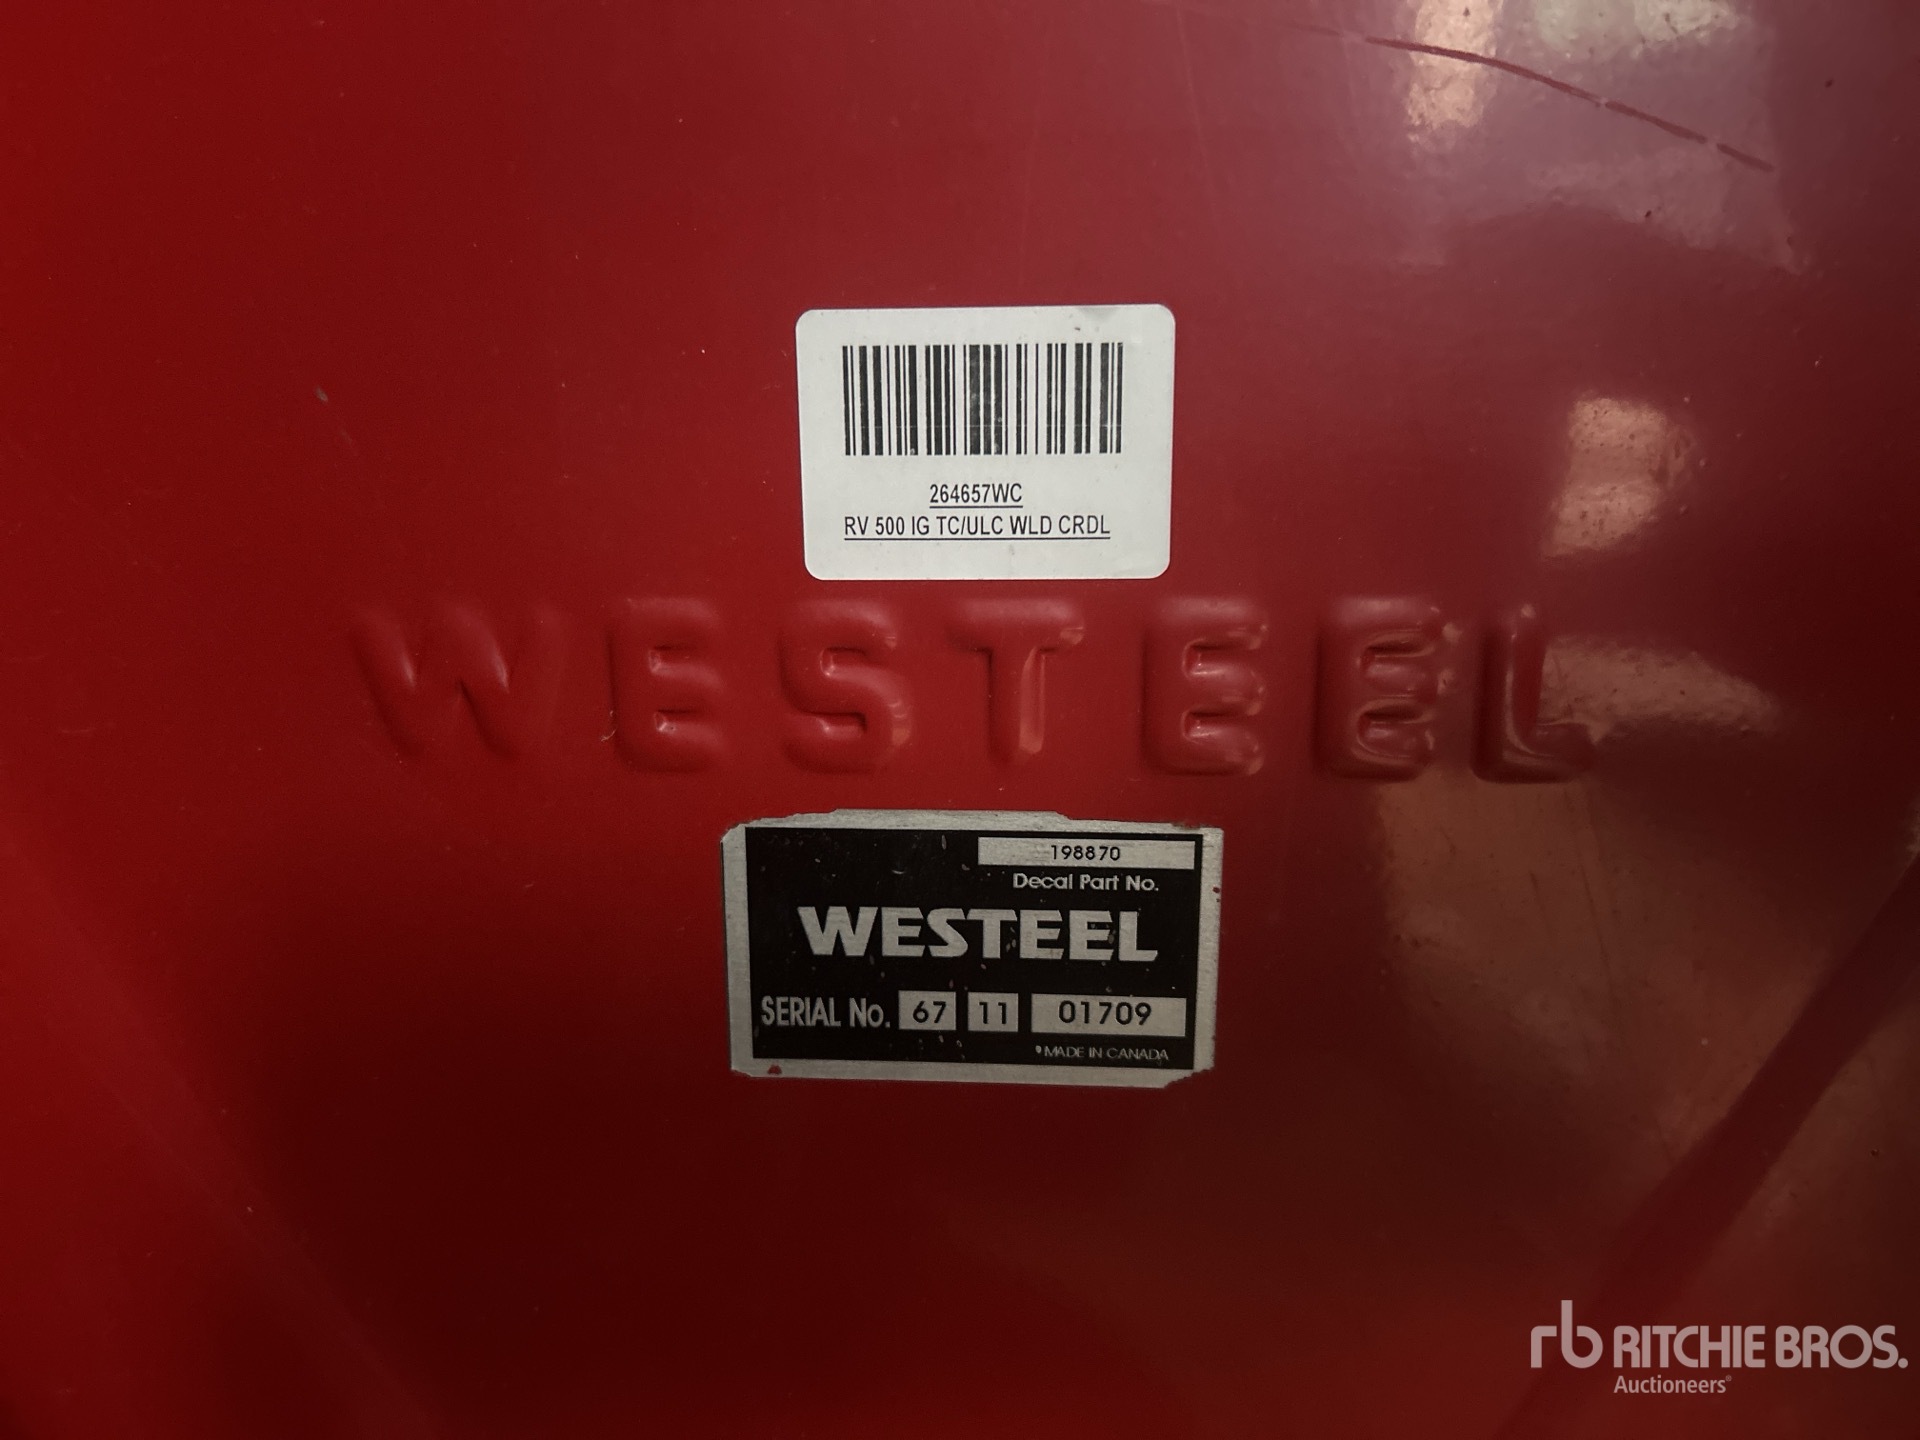 264657WC
RV 500 IG TC/ULC WLD CRDL
WESTEEL
198870
Decal Part No.
WESTEEL
SERIAL No. 67 11 01709
MADE IN CANADA
rb RITCHIE BROS.
Auctioneers®